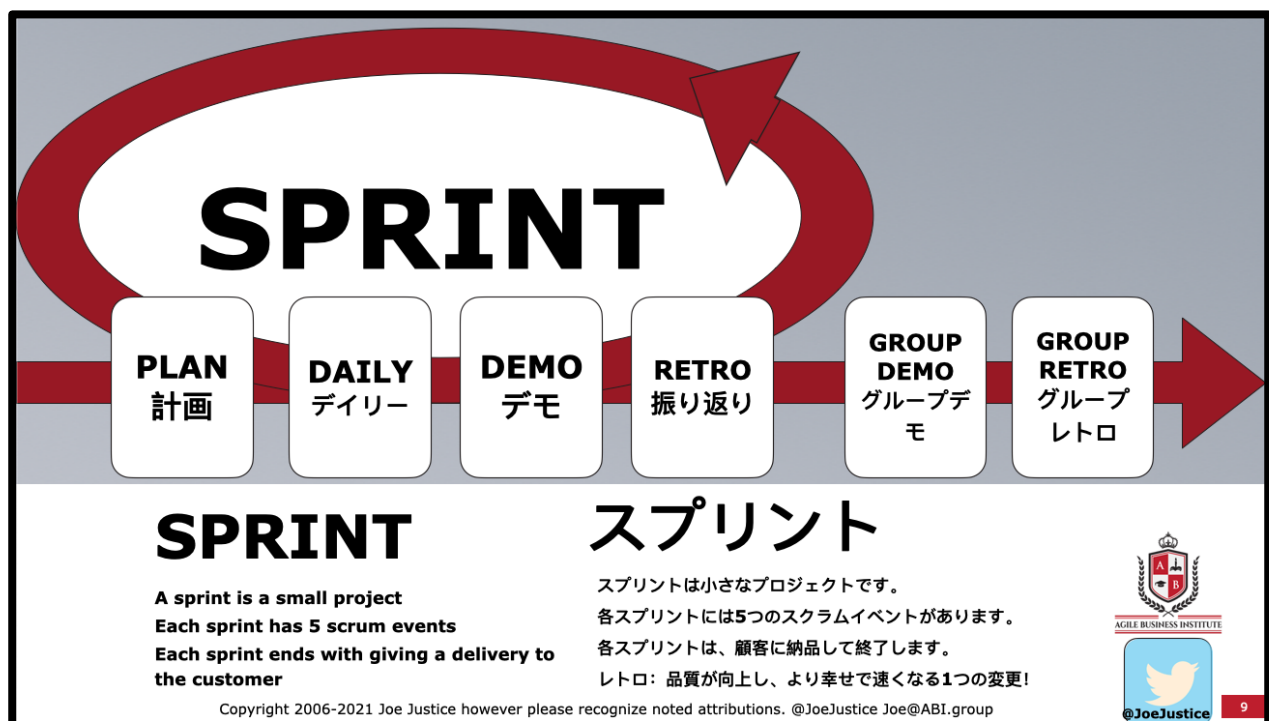 SPRINT
PLAN
計画
DAILY
デイリー
DEMO
デモ
RETRO
振り返り
GROUP
DEMO
グループデ
モ
GROUP
RETRO
グループ
レトロ
SPRINT
A sprint is a small project
Each sprint has 5 scrum events
Each sprint ends with giving a delivery to
the customer
スプリント
スプリントは小さなプロジェクトです。
各スプリントには5つのスクラムイベントがあります。
各スプリントは、顧客に納品して終了します。
レトロ：品質が向上し、より幸せで速くなる1つの変更!
A
B
AGILE BUSINESS INSTITUTE
@JoeJustice
Copyright 2006-2021 Joe Justice however please recognize noted attributions. @JoeJustice Joe@ABI.group
9